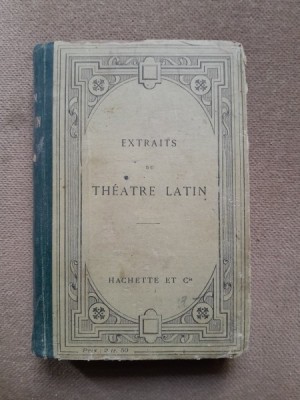 EXTRAITS
DU
THÉATRE LATIN
HACHETTE ET Cie